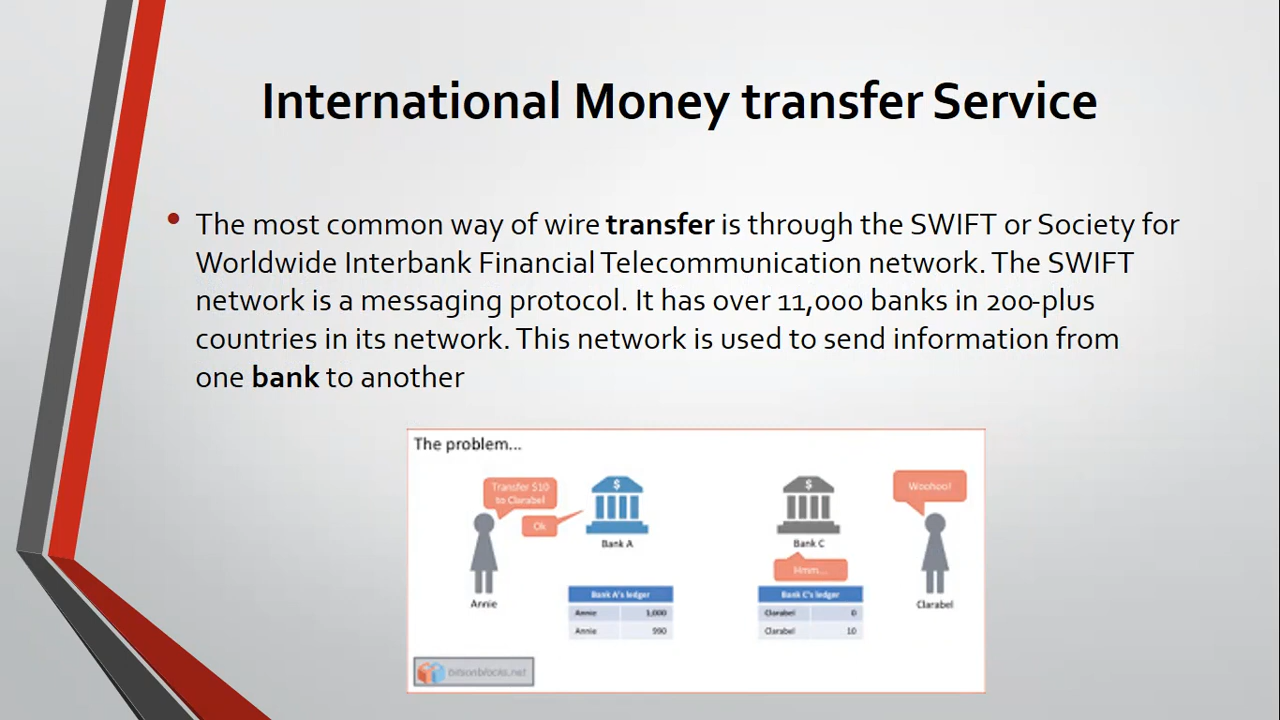 International Money transfer Service
• The most common way of wire transfer is through the SWIFT or Society for
Worldwide Interbank Financial Telecommunication network. The SWIFT
network is a messaging protocol. It has over 11,000 banks in 200-plus
countries in its network. This network is used to send information from
one bank to another
The problem...
Transfer $10
to Clarabel
Ok
$
Bank A
$
Bank C
Woohoo!
Hmm...
Annie
Clarabel
Bank A's ledger
Annie 1,000
Annie 990
Bank C's ledger
Clarabel 0
Clarabel 10
bitsonblocks.net